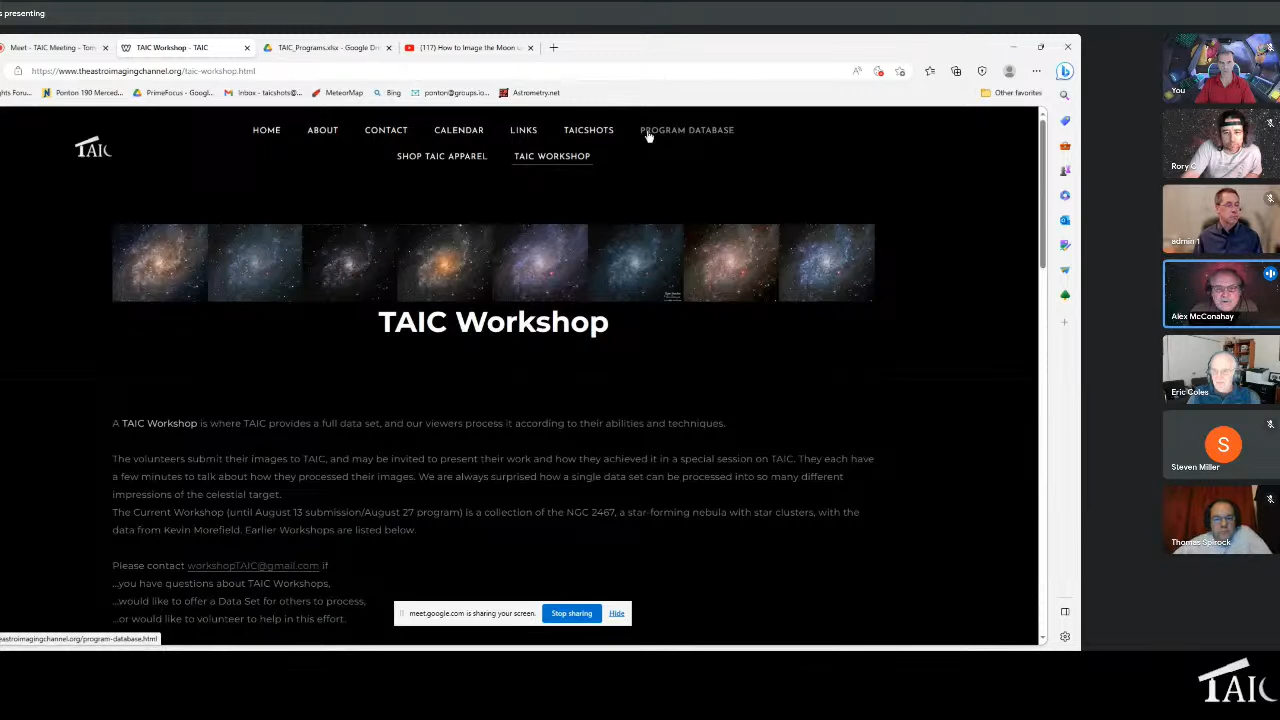 s presenting
Meet - TAIC Meeting - Tom
TAIC Workshop - TAIC
TAIC_Programs.xlsx - Google Dr
(117) How to Image the Moon u
https://www.theastroimagingchannel.org/taic-workshop.html
ghts Foru...
Ponton 190 Merced...
PrimeFocus - Googl...
Inbox - taicshots@...
MeteorMap
Bing
ponton@groups.io...
Astrometry.net
Other favorites
TAIC
HOME
ABOUT
CONTACT
CALENDAR
LINKS
TAICSHOTS
PROGRAM DATABASE
SHOP TAIC APPAREL
TAIC WORKSHOP
TAIC Workshop
A TAIC Workshop is where TAIC provides a full data set, and our viewers process it according to their abilities and techniques.
The volunteers submit their images to TAIC, and may be invited to present their work and how they achieved it in a special session on TAIC. They each have
a few minutes to talk about how they processed their images. We are always surprised how a single data set can be processed into so many different
impressions of the celestial target.
The Current Workshop (until August 13 submission/August 27 program) is a collection of the NGC 2467, a star-forming nebula with star clusters, with the
data from Kevin Morefield. Earlier Workshops are listed below.
Please contact workshopTAIC@gmail.com if
...you have questions about TAIC Workshops,
...would like to offer a Data Set for others to process,
...or would like to volunteer to help in this effort.
meet.google.com is sharing your screen.
Stop sharing
Hide
eastroimagingchannel.org/program-database.html
You
Rory C
admin 1
Alex McConahay
Eric Coles
S
Steven Miller
Thomas Spirock
TAIC